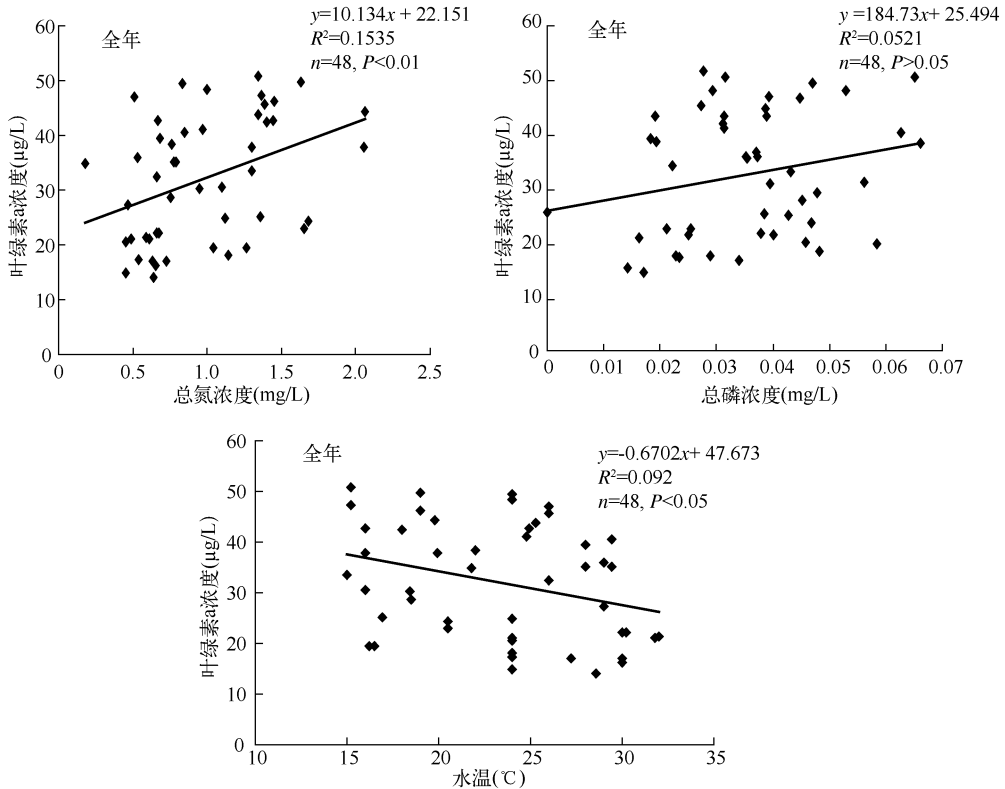 y=10.134x + 22.151
R²=0.1535
n=48, P<0.01
全年
60
50
40
30
20
10
0
叶绿素a浓度(μg/L)
0 0.5 1.0 1.5 2.0 2.5
总氮浓度(mg/L)
y =184.73x+ 25.494
R²=0.0521
n=48, P>0.05
全年
60
50
40
30
20
10
0
叶绿素a浓度(μg/L)
0 0.01 0.02 0.03 0.04 0.05 0.06 0.07
总磷浓度(mg/L)
y=-0.6702x+ 47.673
R²=0.092
n=48, P<0.05
全年
60
50
40
30
20
10
0
叶绿素a浓度(μg/L)
10 15 20 25 30 35
水温(℃)